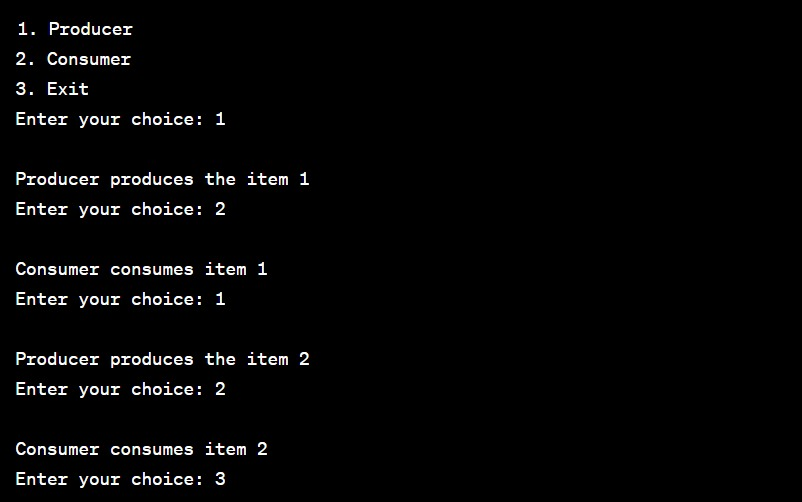 1. Producer
2. Consumer
3. Exit
Enter your choice: 1
Producer produces the item 1
Enter your choice: 2
Consumer consumes item 1
Enter your choice: 1
Producer produces the item 2
Enter your choice: 2
Consumer consumes item 2
Enter your choice: 3